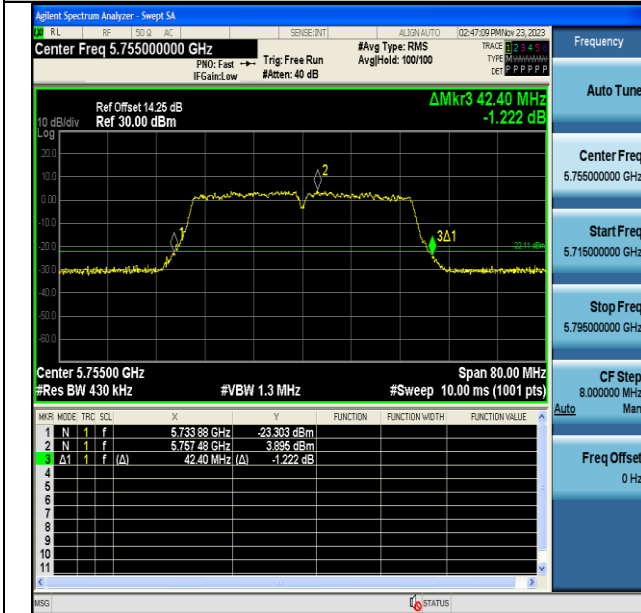 Agilent Spectrum Analyzer - Swept SA
RL RF 50 Ω AC SENSE:INT ALIGN AUTO 02:47:09 PM Nov 23, 2023
Center Freq 5.755000000 GHz #Avg Type: RMS TRACE 1 2 3 4 5 6
PNO: Fast Trig: Free Run Avg|Hold: 100/100 TYPE M
IFGain:Low #Atten: 40 dB DET P P P P P P
ΔMkr3 42.40 MHz
Ref Offset 14.25 dB
10 dB/div Ref 30.00 dBm -1.222 dB
Log
20.0
10.0
0.00
-10.0
-20.0
-30.0
-40.0
-50.0
-60.0
1
2
3Δ1
-22.11 dBm
Center 5.75500 GHz Span 80.00 MHz
#Res BW 430 kHz #VBW 1.3 MHz #Sweep 10.00 ms (1001 pts)
MKR MODE TRC SCL X Y FUNCTION FUNCTION WIDTH FUNCTION VALUE
1 N 1 f 5.733 88 GHz -23.303 dBm
2 N 1 f 5.757 48 GHz 3.895 dBm
3 Δ1 1 f (Δ) 42.40 MHz (Δ) -1.222 dB
4
5
6
7
8
9
10
11
MSG STATUS
Frequency
Auto Tune
Center Freq
5.755000000 GHz
Start Freq
5.715000000 GHz
Stop Freq
5.795000000 GHz
CF Step
8.000000 MHz
Auto Man
Freq Offset
0 Hz